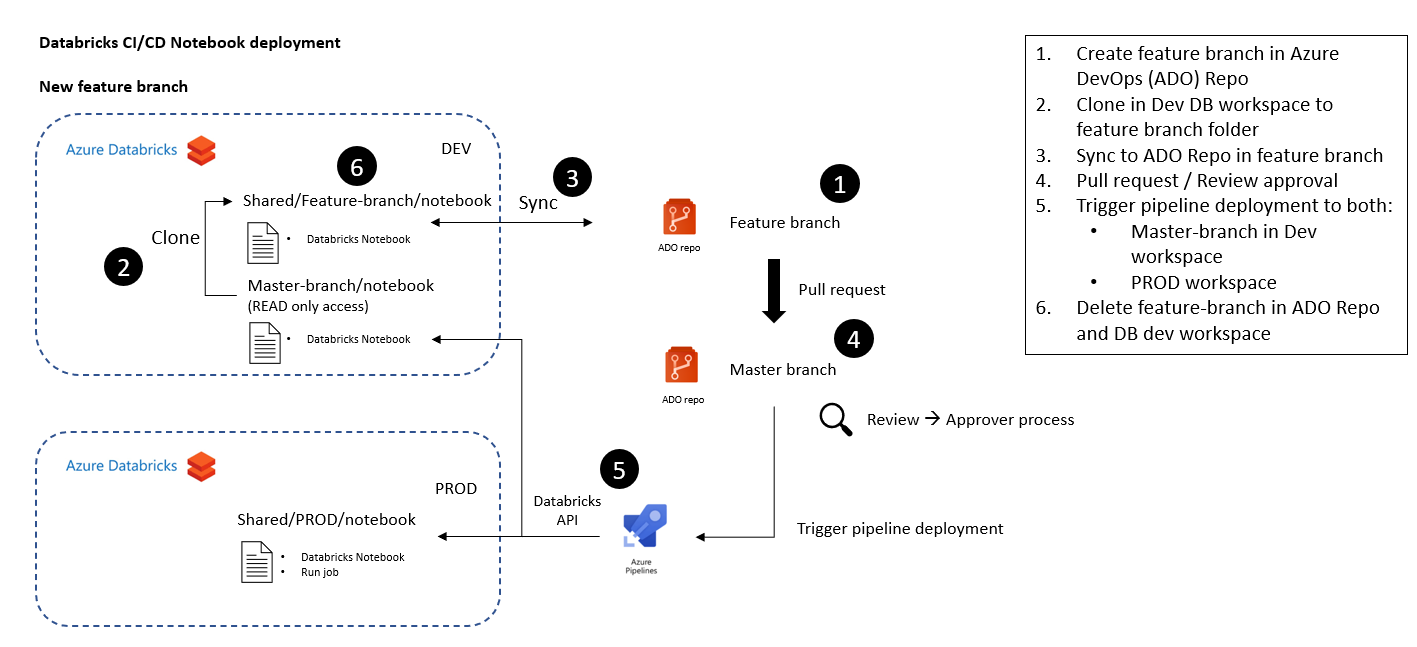 Databricks CI/CD Notebook deployment
New feature branch
Azure Databricks
DEV
6
Shared/Feature-branch/notebook
• Databricks Notebook
Clone
2
Master-branch/notebook
(READ only access)
• Databricks Notebook
3
Sync
1
ADO repo
Feature branch
Pull request
4
ADO repo
Master branch
Review → Approver process
Azure Databricks
PROD
Shared/PROD/notebook
• Databricks Notebook
• Run job
5
Databricks
API
Azure
Pipelines
Trigger pipeline deployment
1. Create feature branch in Azure
DevOps (ADO) Repo
2. Clone in Dev DB workspace to
feature branch folder
3. Sync to ADO Repo in feature branch
4. Pull request / Review approval
5. Trigger pipeline deployment to both:
• Master-branch in Dev
workspace
• PROD workspace
6. Delete feature-branch in ADO Repo
and DB dev workspace